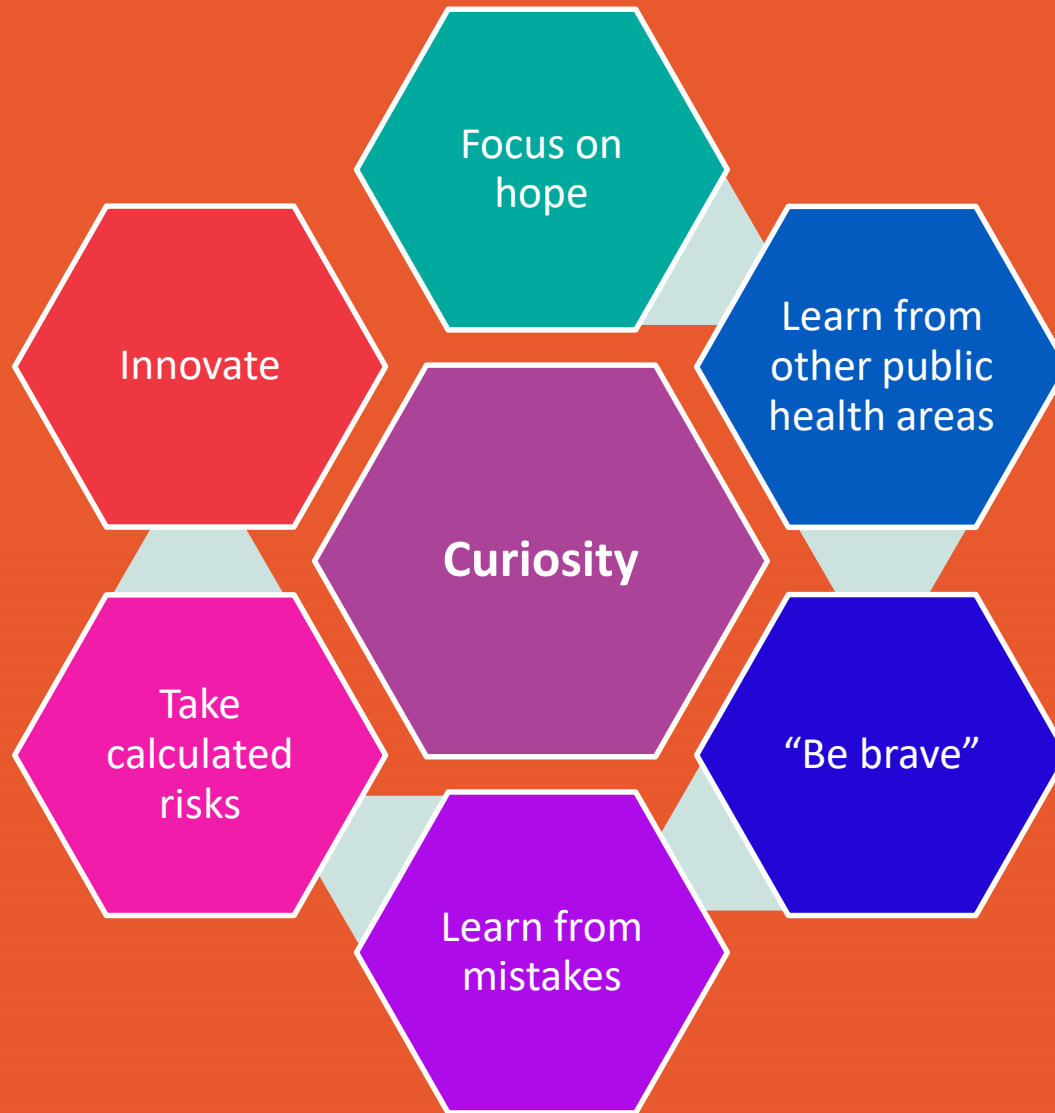 Focus on
hope
Learn from
other public
health areas
“Be brave”
Learn from
mistakes
Take
calculated
risks
Innovate
Curiosity